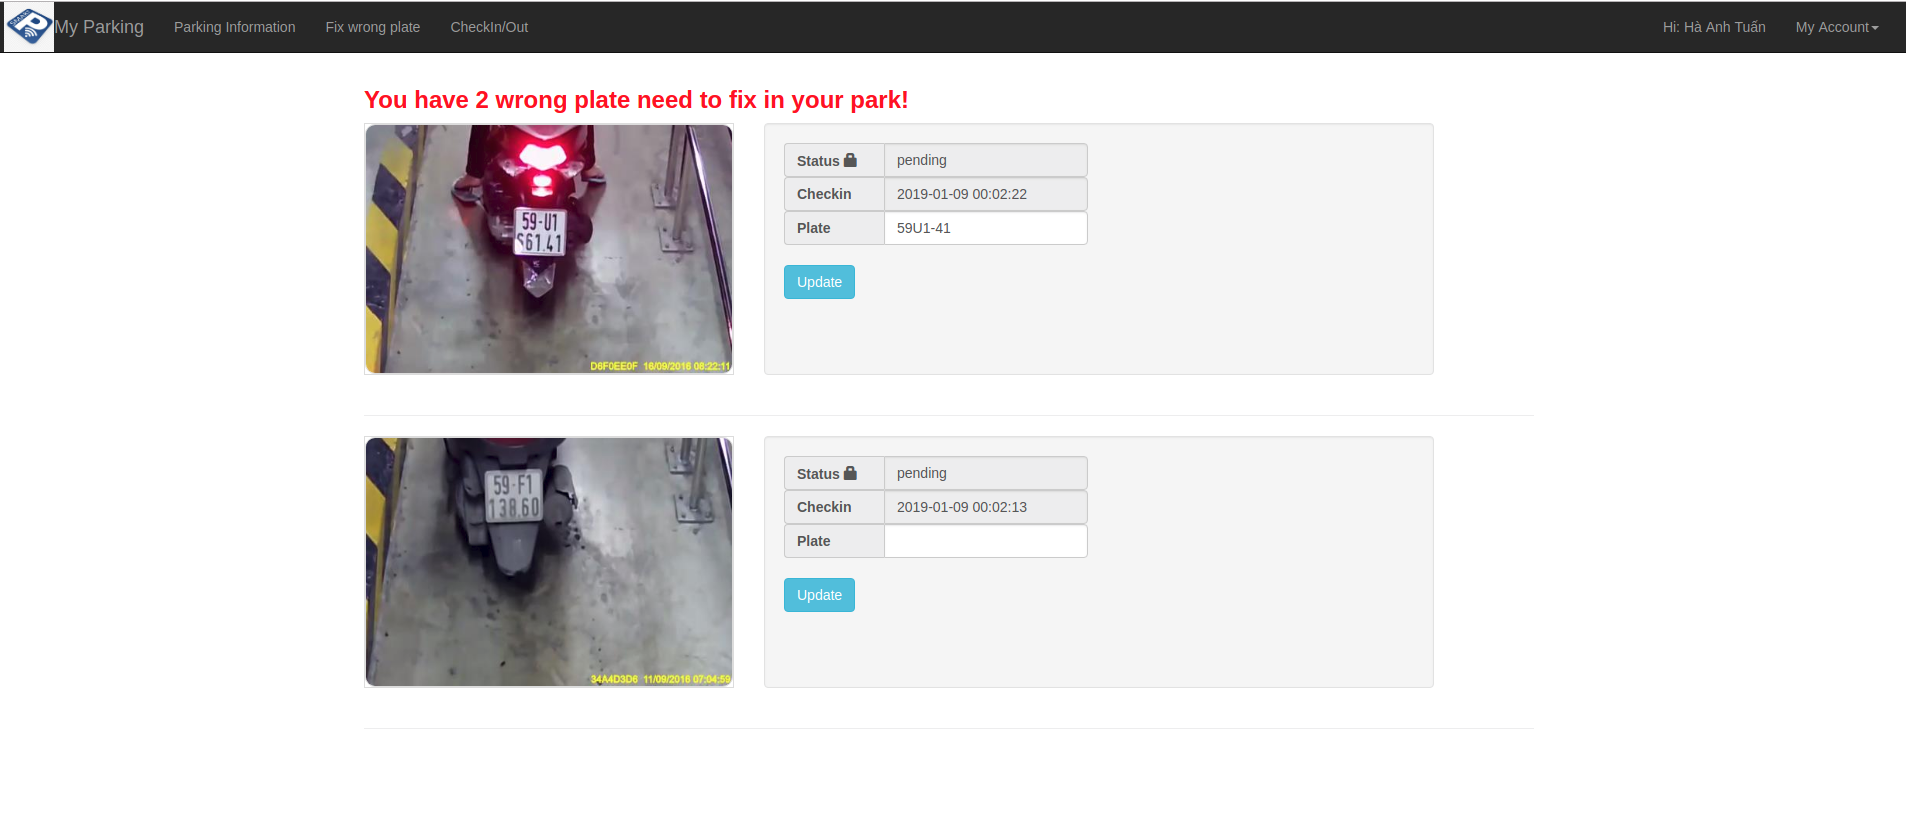 My Parking Parking Information Fix wrong plate CheckIn/Out Hi: Hà Anh Tuấn My Account
You have 2 wrong plate need to fix in your park!
59-U1
S61.41
D6F0EE0F 16/09/2016 08:22:11
Status pending
Checkin 2019-01-09 00:02:22
Plate 59U1-41
Update
59-F1
138.60
34A4D3D6 11/09/2016 07:04:59
Status pending
Checkin 2019-01-09 00:02:13
Plate
Update